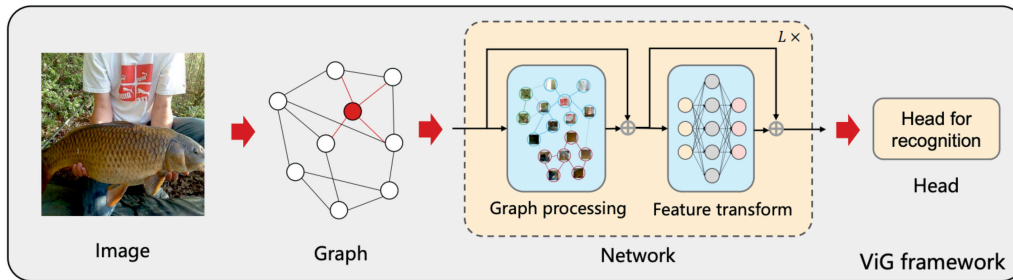 L ×
Graph processing
Feature transform
Head for
recognition
Head
Image
Graph
Network
ViG framework